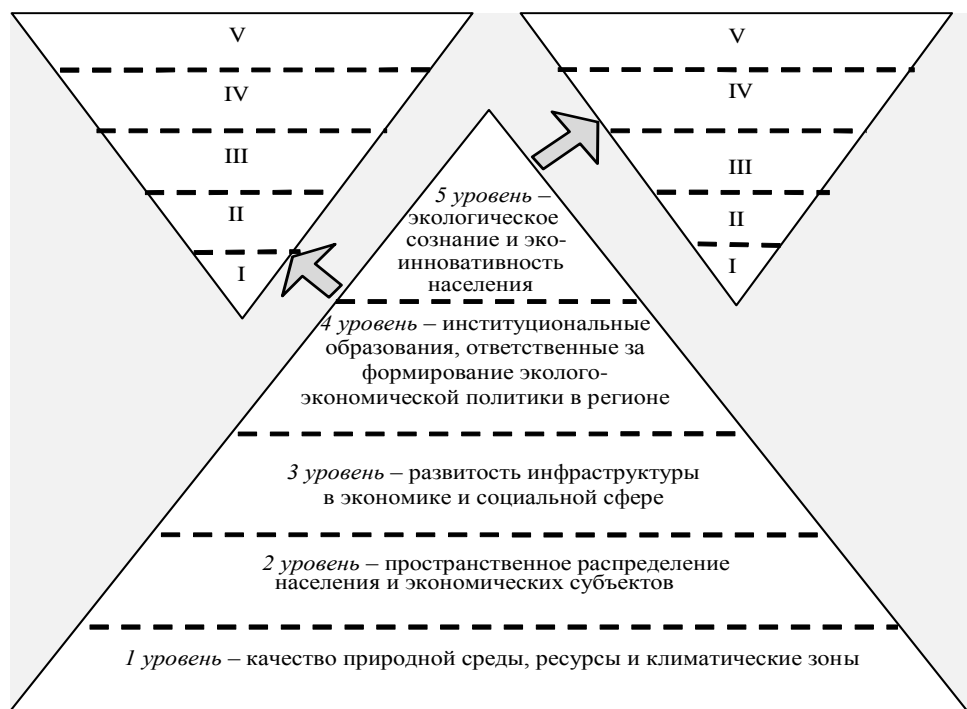 V
IV
III
II
I
V
IV
III
II
I
5 уровень –
экологическое
сознание и эко-
инновативность
населения
4 уровень – институциональные
образования, ответственные за
формирование эколого-
экономической политики в регионе
3 уровень – развитость инфраструктуры
в экономике и социальной сфере
2 уровень – пространственное распределение
населения и экономических субъектов
1 уровень – качество природной среды, ресурсы и климатические зоны